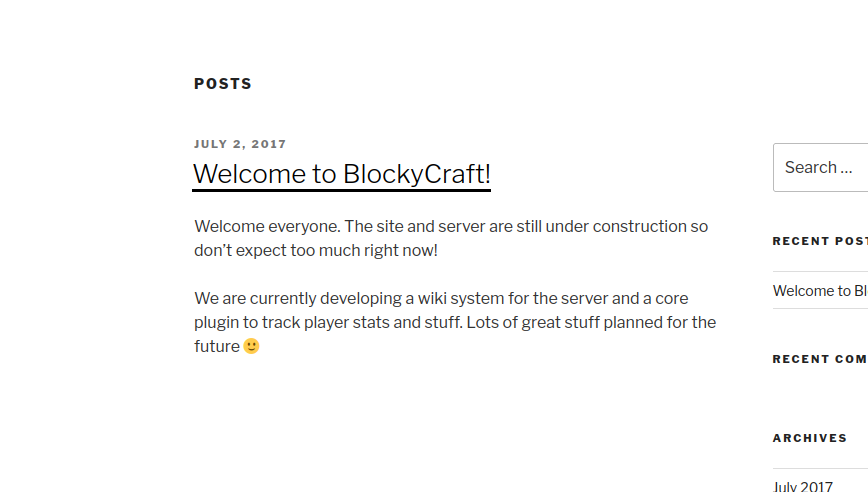 POSTS
JULY 2, 2017
Welcome to BlockyCraft!
Welcome everyone. The site and server are still under construction so
don’t expect too much right now!
We are currently developing a wiki system for the server and a core
plugin to track player stats and stuff. Lots of great stuff planned for the
future 🙂
Search …
RECENT POST
Welcome to Bl
RECENT COM
ARCHIVES
July 2017